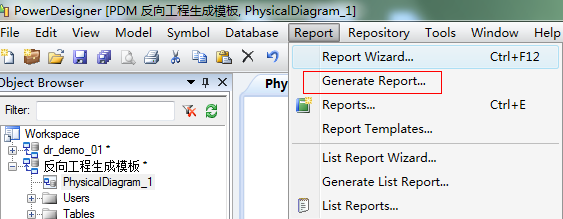 PowerDesigner [PDM 反向工程生成模板, PhysicalDiagram_1]
File Edit View Model Symbol Database Report Repository Tools Window Help
Report Wizard... Ctrl+F12
Object Browser Phy
Generate Report...
Filter:
Reports... Ctrl+E
Workspace
Report Templates...
dr_demo_01 *
反向工程生成模板 *
List Report Wizard...
PhysicalDiagram_1
Generate List Report...
Users
List Reports...
Tables